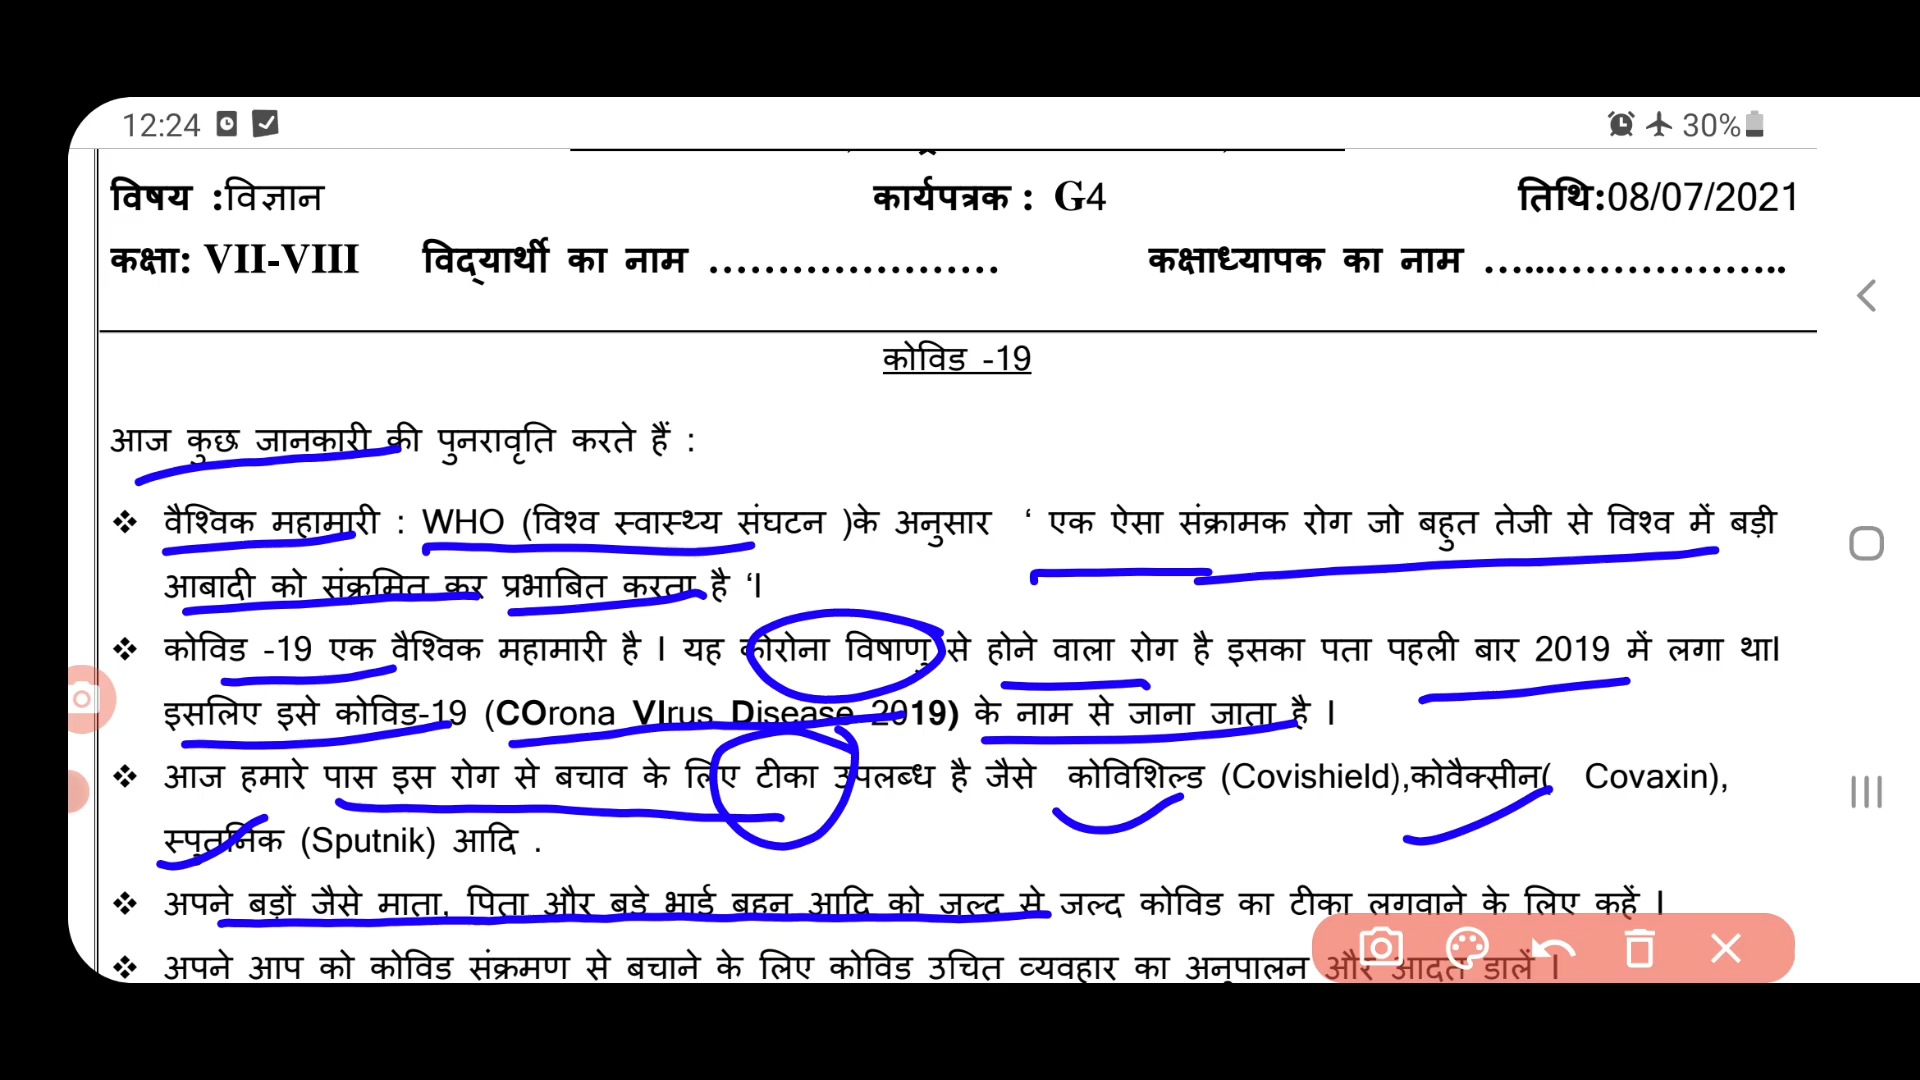 12:24
30%
विषय :विज्ञान कार्यपत्रक : G4 तिथि:08/07/2021
कक्षा: VII-VIII विद्यार्थी का नाम ………………… कक्षाध्यापक का नाम …...……………..
कोविड -19
आज कुछ जानकारी की पुनरावृति करते हैं :
❖ वैश्विक महामारी : WHO (विश्व स्वास्थ्य संघटन )के अनुसार ‘ एक ऐसा संक्रामक रोग जो बहुत तेजी से विश्व में बड़ी
आबादी को संक्रमित कर प्रभाबित करता है ‘।
❖ कोविड -19 एक वैश्विक महामारी है । यह कोरोना विषाणु से होने वाला रोग है इसका पता पहली बार 2019 में लगा था।
इसलिए इसे कोविड-19 (COrona VIrus Disease 2019) के नाम से जाना जाता है ।
❖ आज हमारे पास इस रोग से बचाव के लिए टीका उपलब्ध है जैसे कोविशिल्ड (Covishield),कोवैक्सीन( Covaxin),
स्पुतनिक (Sputnik) आदि .
❖ अपने बड़ों जैसे माता, पिता और बड़े भाई बहन आदि को जल्द से जल्द कोविड का टीका लगवाने के लिए कहें ।
❖ अपने आप को कोविड संक्रमण से बचाने के लिए कोविड उचित व्यवहार का अनुपालन और आदत डालें ।